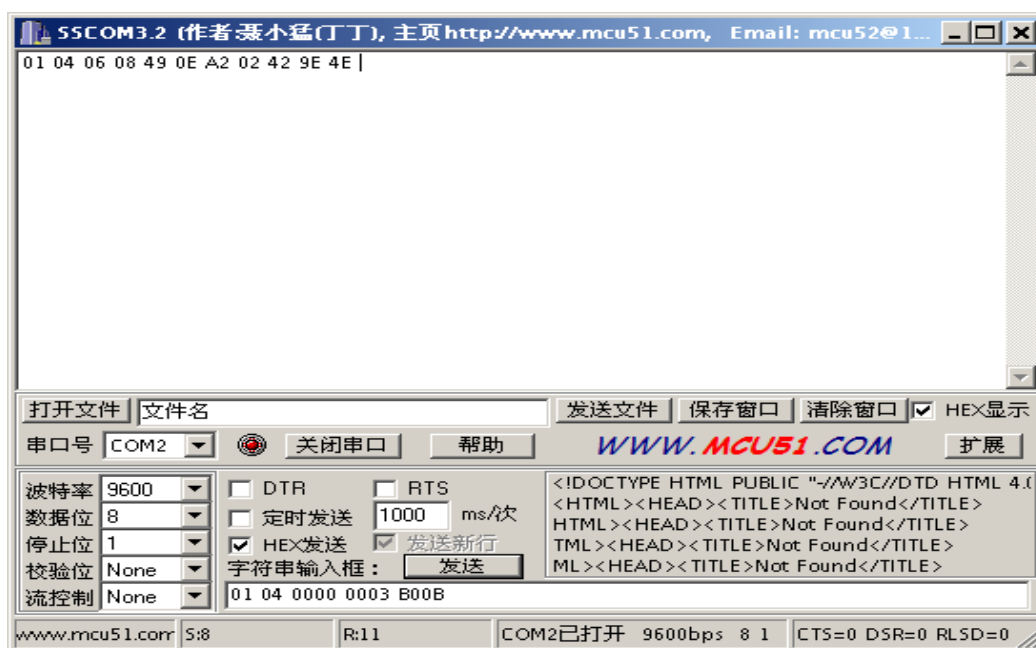 SSCOM3.2 (作者:聂小猛(丁丁), 主页http://www.mcu51.com, Email: mcu52@1...
01 04 06 08 49 0E A2 02 42 9E 4E
打开文件 文件名 发送文件 保存窗口 清除窗口 HEX显示
串口号 COM2 关闭串口 帮助 WWW.MCU51.COM 扩展
波特率 9600 DTR RTS
数据位 8 定时发送 1000 ms/次
停止位 1 HEX发送 发送新行
校验位 None 字符串输入框: 发送
流控制 None 01 04 0000 0003 B00B
<!DOCTYPE HTML PUBLIC "-//W3C//DTD HTML 4.(
<HTML><HEAD><TITLE>Not Found</TITLE>
HTML><HEAD><TITLE>Not Found</TITLE>
TML><HEAD><TITLE>Not Found</TITLE>
ML><HEAD><TITLE>Not Found</TITLE>
www.mcu51.com S:8 R:11 COM2已打开 9600bps 8 1 CTS=0 DSR=0 RLSD=0